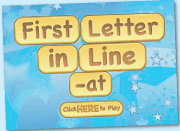 First Letter
in Line
-at
Click HERE to Play